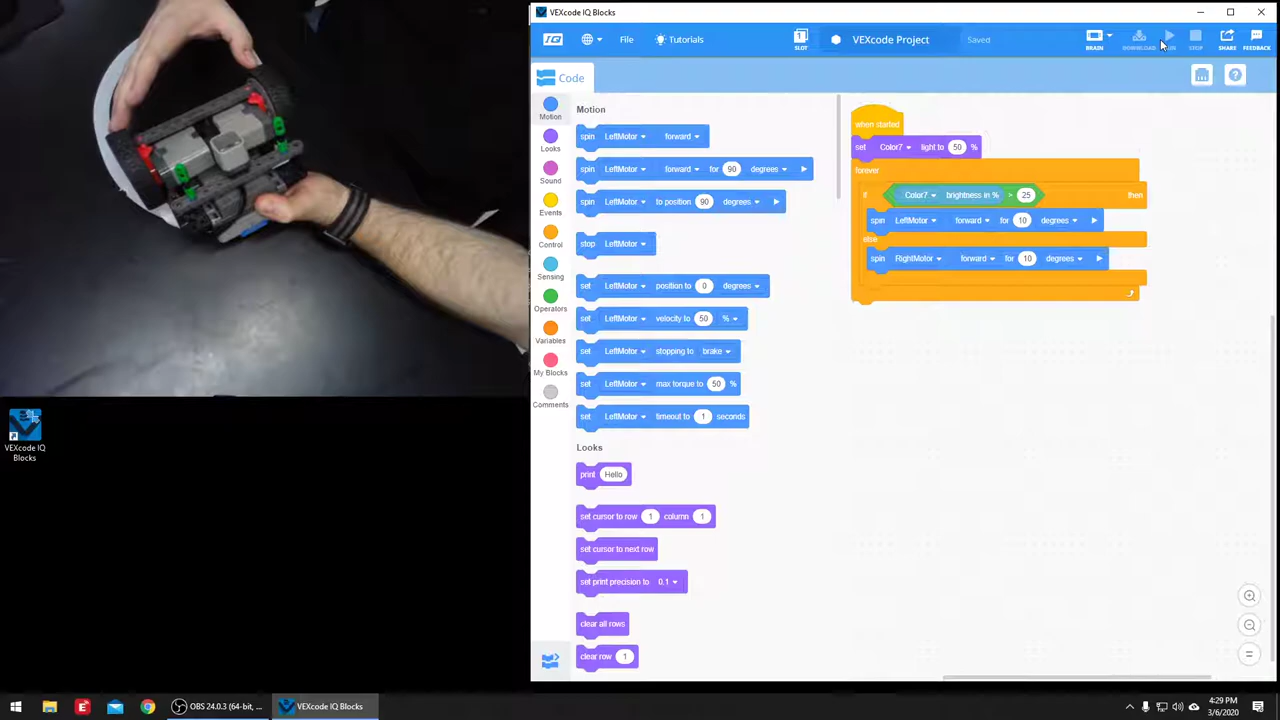 VEXcode IQ Blocks
IQ File Tutorials 1 SLOT VEXcode Project Saved BRAIN DOWNLOAD STOP SHARE FEEDBACK
Code
Motion
Looks
Sound
Events
Control
Sensing
Operators
Variables
My Blocks
Comments
Motion
spin LeftMotor forward
spin LeftMotor forward for 90 degrees
spin LeftMotor to position 90 degrees
stop LeftMotor
set LeftMotor position to 0 degrees
set LeftMotor velocity to 50 %
set LeftMotor stopping to brake
set LeftMotor max torque to 50 %
set LeftMotor timeout to 1 seconds
Looks
print Hello
set cursor to row 1 column 1
set cursor to next row
set print precision to 0.1
clear all rows
clear row 1
when started
set Color7 light to 50 %
forever
if Color7 brightness in % > 25 then
spin LeftMotor forward for 10 degrees
else
spin RightMotor forward for 10 degrees
VEXcode IQ
Blocks
OBS 24.0.3 (64-bit, ... VEXcode IQ Blocks
4:29 PM
3/6/2020